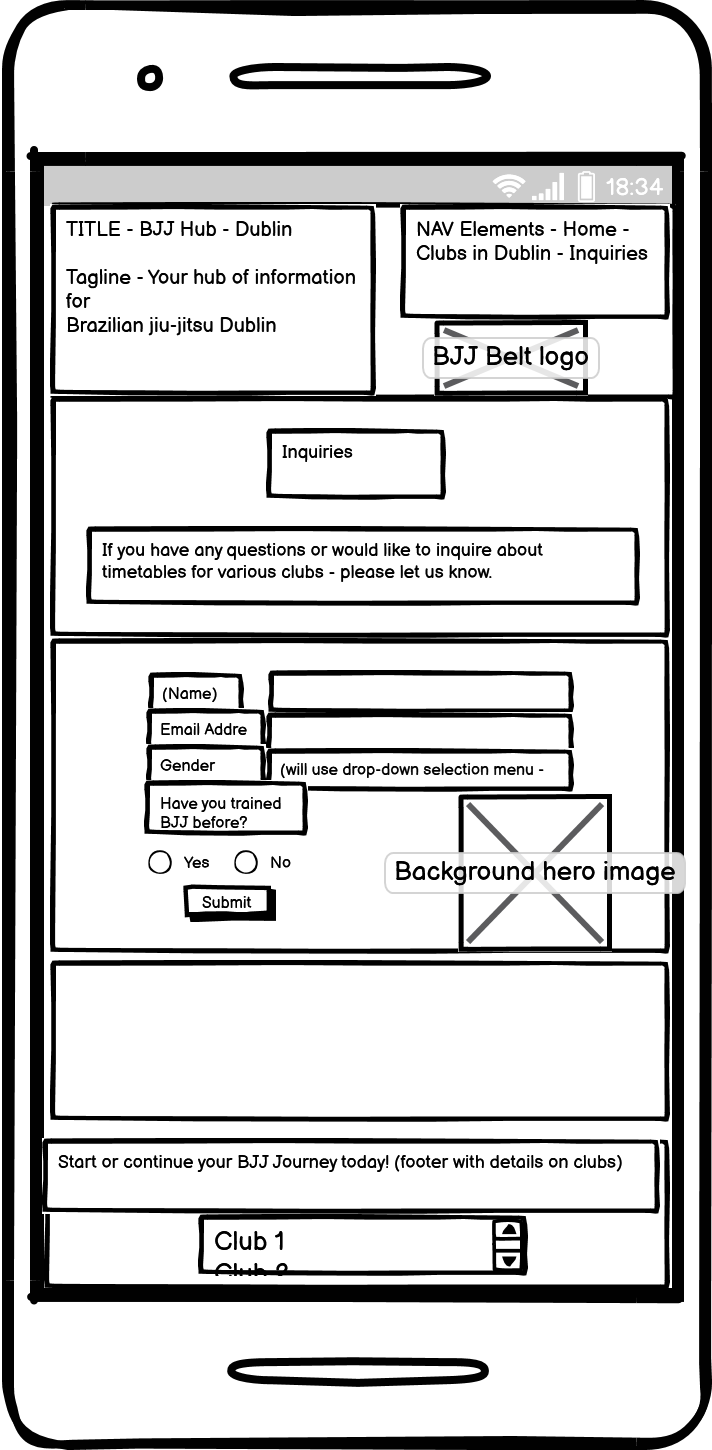 18:34
TITLE - BJJ Hub - Dublin
Tagline - Your hub of information
for
Brazilian jiu-jitsu Dublin
NAV Elements - Home -
Clubs in Dublin - Inquiries
BJJ Belt logo
Inquiries
If you have any questions or would like to inquire about
timetables for various clubs - please let us know.
(Name)
Email Addre
Gender
(will use drop-down selection menu -
Have you trained
BJJ before?
Yes
No
Submit
Background hero image
Start or continue your BJJ Journey today! (footer with details on clubs)
Club 1
Club